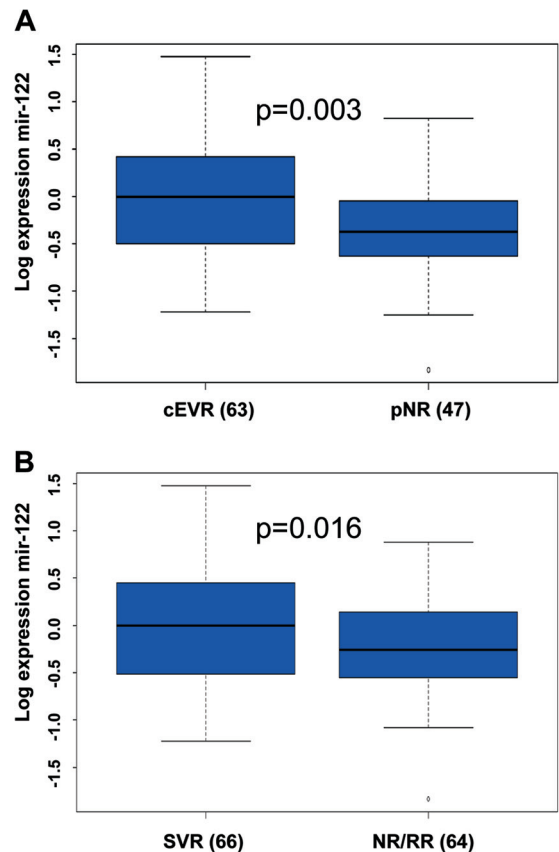 A
Log expression mir-122
1.5
1.0
0.5
0.0
-0.5
-1.0
-1.5
p=0.003
cEVR (63)
pNR (47)
B
Log expression mir-122
1.5
1.0
0.5
0.0
-0.5
-1.0
-1.5
p=0.016
SVR (66)
NR/RR (64)